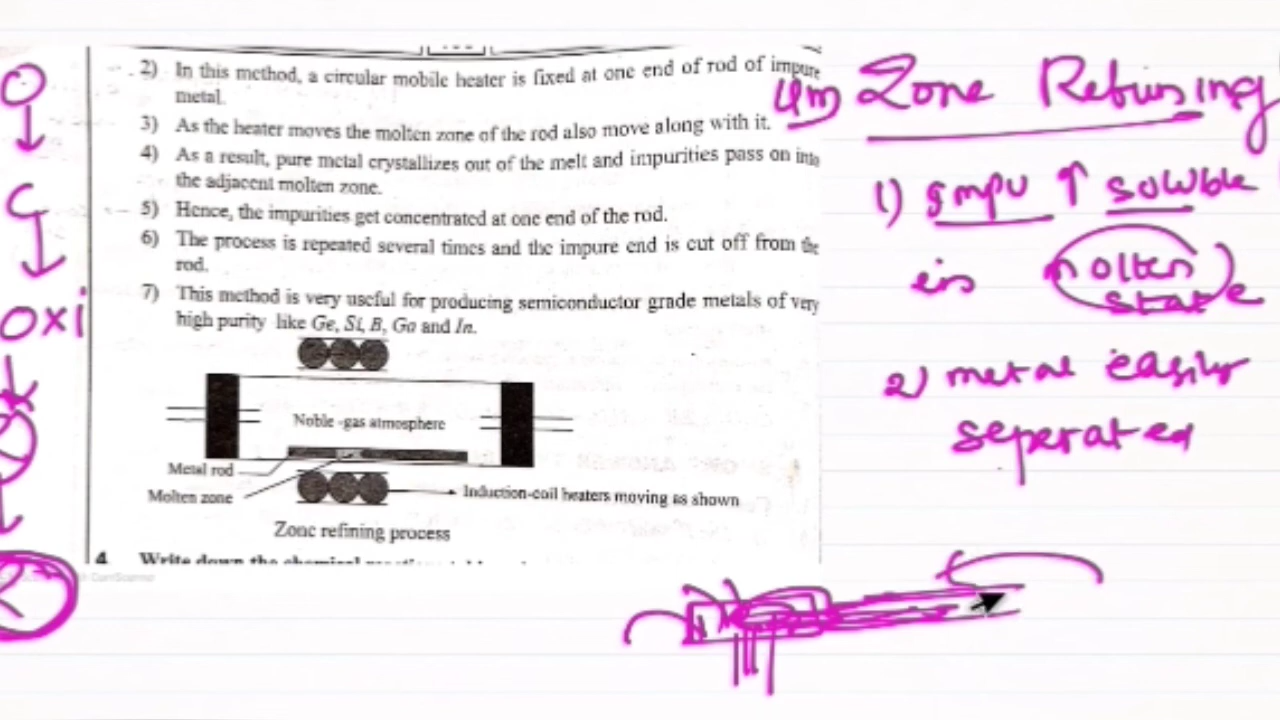 2) In this method, a circular mobile heater is fixed at one end of rod of impure
metal.
3) As the heater moves the molten zone of the rod also move along with it.
4) As a result, pure metal crystallizes out of the melt and impurities pass on into
the adjacent molten zone.
5) Hence, the impurities get concentrated at one end of the rod.
6) The process is repeated several times and the impure end is cut off from the
rod.
7) This method is very useful for producing semiconductor grade metals of very
high purity like Ge, Si, B, Ga and In.
Noble -gas atmosphere
Metal rod
Molten zone
Induction-coil heaters moving as shown
Zone refining process
4
CamScanner
oxi
4m) Zone
1) impu ↑ soluble
in molten
state
2) metal easily
seperated